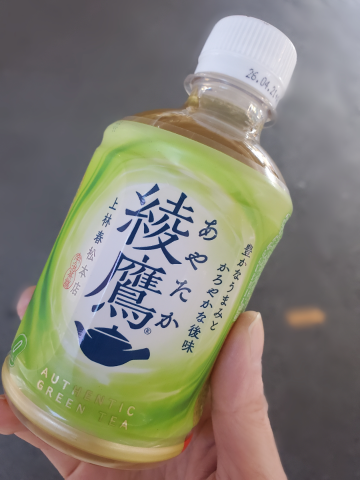 26.04.2
豊かなうまみと
かろやかな後味
あやたか
綾鷹®
上林春松本店
AUTHENTIC
GREEN TEA